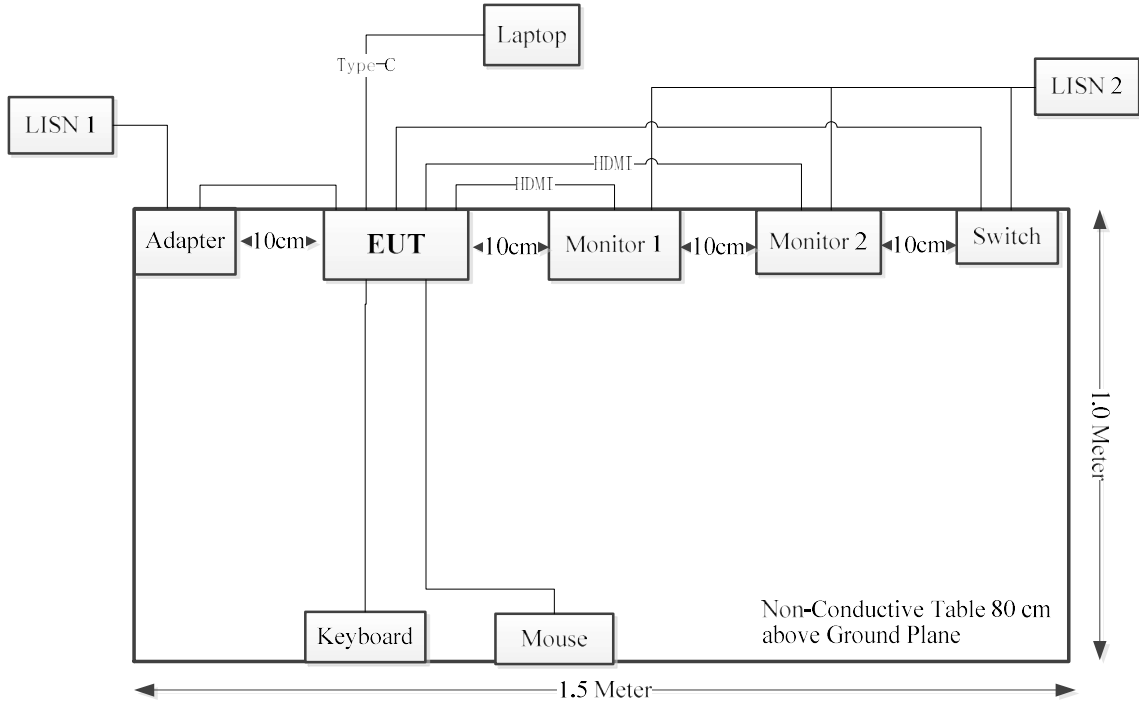 Laptop
Type-C
LISN 2
LISN 1
HDMI
HDMI
Adapter
10cm
EUT
10cm
Monitor 1
10cm
Monitor 2
10cm
Switch
1.0 Meter
Non-Conductive Table 80 cm
above Ground Plane
Keyboard
Mouse
1.5 Meter